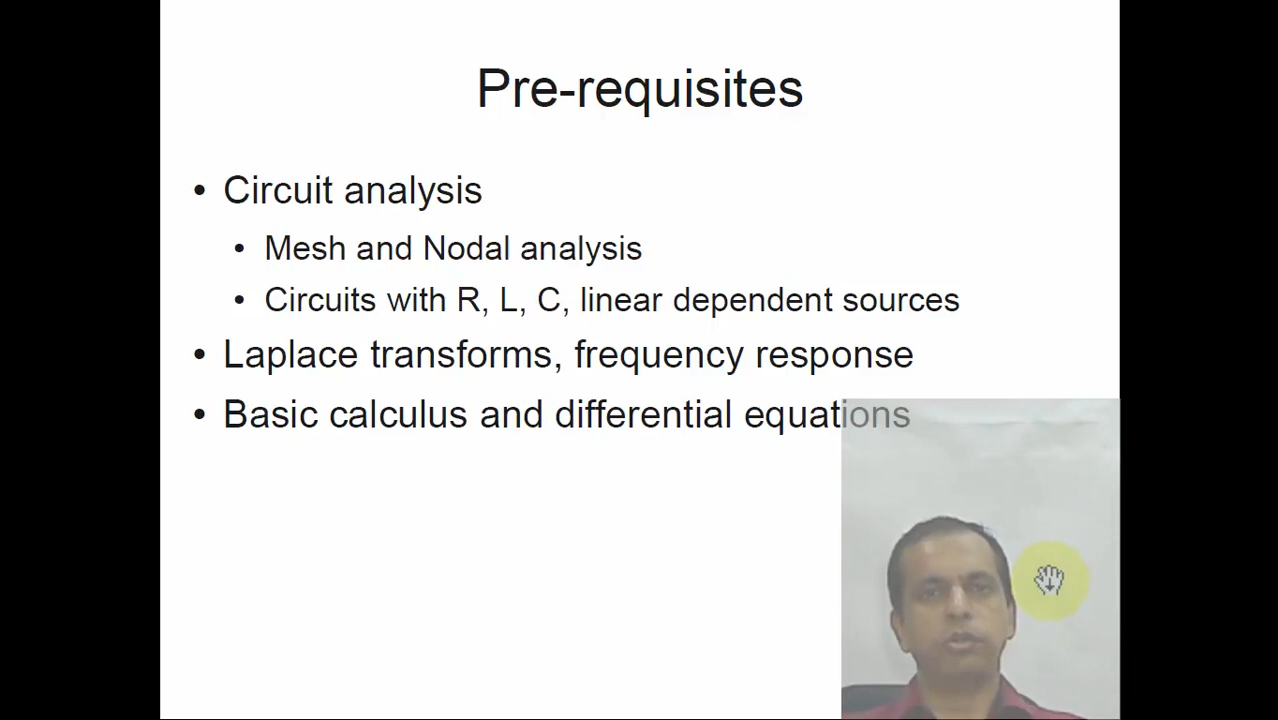 Pre-requisites
• Circuit analysis
• Mesh and Nodal analysis
• Circuits with R, L, C, linear dependent sources
• Laplace transforms, frequency response
• Basic calculus and differential equations